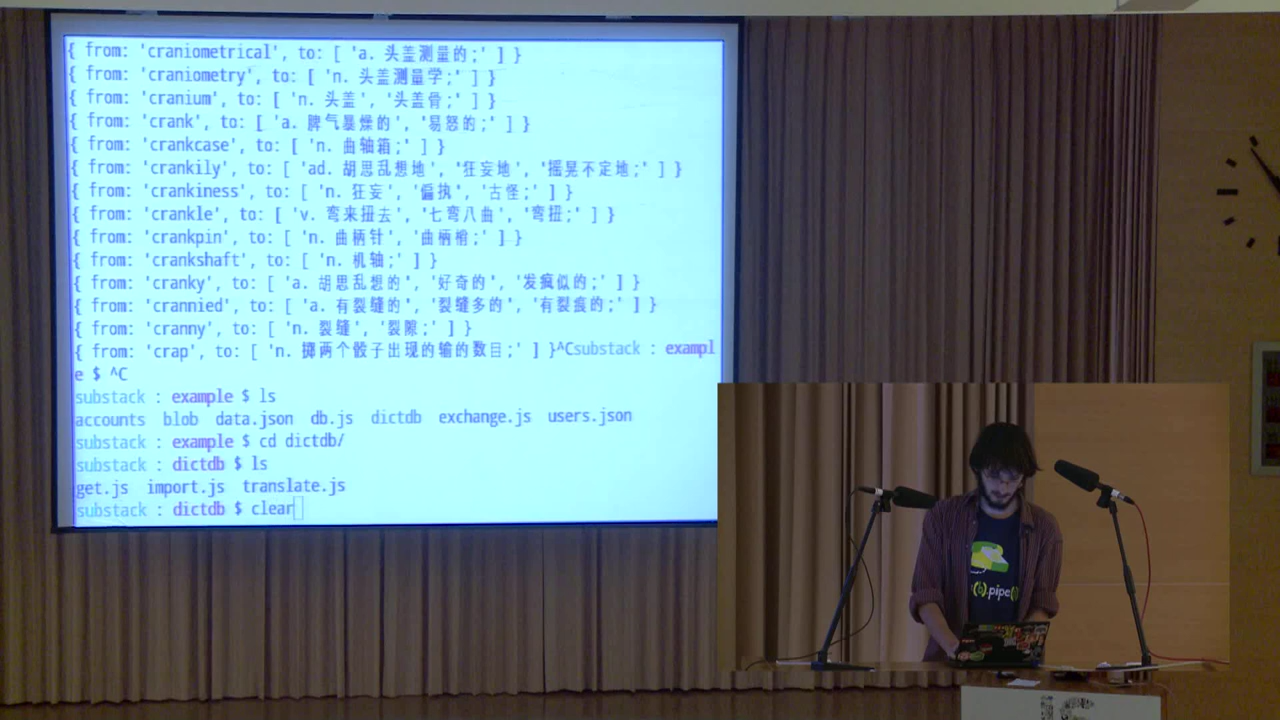 { from: 'craniometrical', to: [ 'a. 头盖测量的;' ] }
{ from: 'craniometry', to: [ 'n. 头盖测量学;' ] }
{ from: 'cranium', to: [ 'n. 头盖', '头盖骨;' ] }
{ from: 'crank', to: [ 'a. 脾气暴燥的', '易怒的;' ] }
{ from: 'crankcase', to: [ 'n. 曲轴箱;' ] }
{ from: 'crankily', to: [ 'ad. 胡思乱想地', '狂妄地', '摇晃不定地;' ] }
{ from: 'crankiness', to: [ 'n. 狂妄', '偏执', '古怪;' ] }
{ from: 'crankle', to: [ 'v. 弯来扭去', '七弯八曲', '弯扭;' ] }
{ from: 'crankpin', to: [ 'n. 曲柄针', '曲柄梢;' ] }
{ from: 'crankshaft', to: [ 'n. 机轴;' ] }
{ from: 'cranky', to: [ 'a. 胡思乱想的', '好奇的', '发疯似的;' ] }
{ from: 'crannied', to: [ 'a. 有裂缝的', '裂缝多的', '有裂痕的;' ] }
{ from: 'cranny', to: [ 'n. 裂缝', '裂隙;' ] }
{ from: 'crap', to: [ 'n. 掷两个骰子出现的输的数目;' ] }^Csubstack : exampl
e $ ^C
substack : example $ ls
accounts blob data.json db.js dictdb exchange.js users.json
substack : example $ cd dictdb/
substack : dictdb $ ls
get.js import.js translate.js
substack : dictdb $ clear
.pipe(